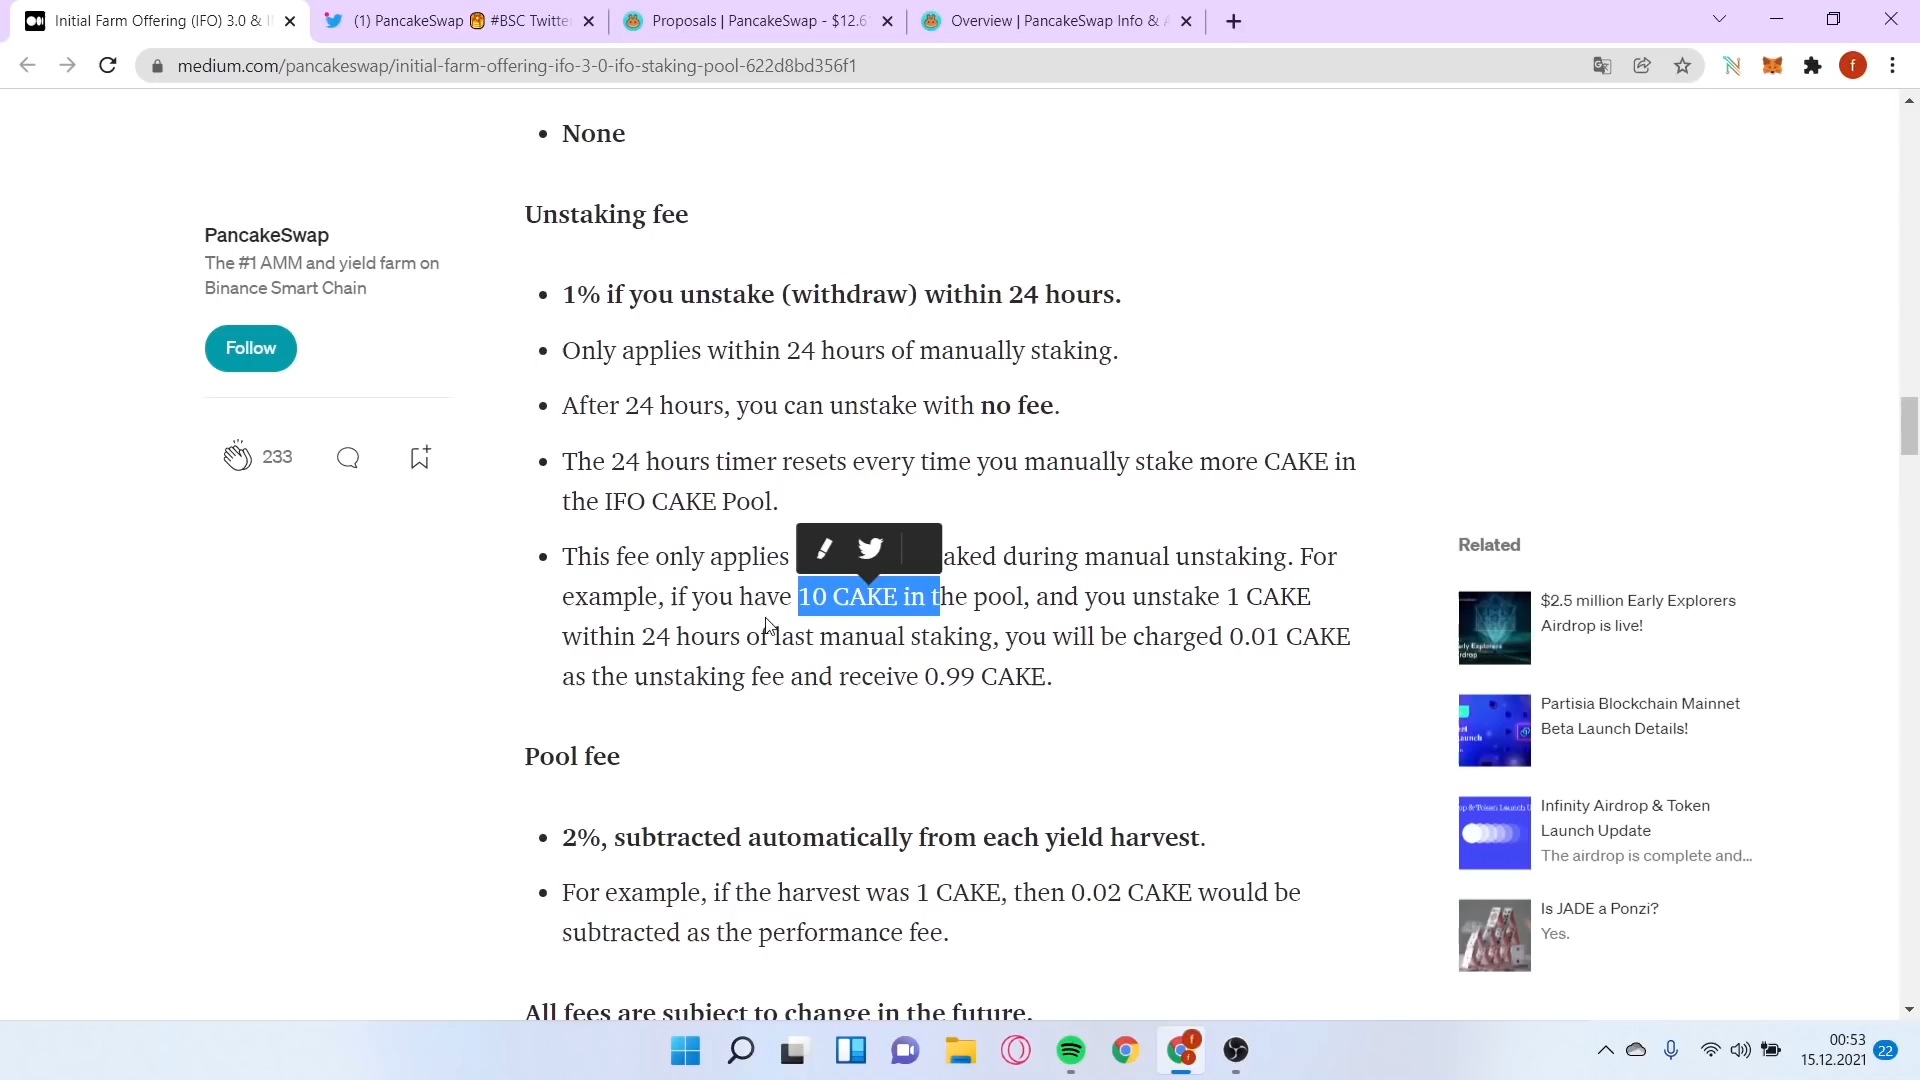 Initial Farm Offering (IFO) 3.0 & I
(1) PancakeSwap 🥞 #BSC Twitte
Proposals | PancakeSwap - $12.6
Overview | PancakeSwap Info & A
medium.com/pancakeswap/initial-farm-offering-ifo-3-0-ifo-staking-pool-622d8bd356f1
f
• None
Unstaking fee
PancakeSwap
The #1 AMM and yield farm on
Binance Smart Chain
Follow
233
• 1% if you unstake (withdraw) within 24 hours.
• Only applies within 24 hours of manually staking.
• After 24 hours, you can unstake with no fee.
• The 24 hours timer resets every time you manually stake more CAKE in
the IFO CAKE Pool.
• This fee only applies aked during manual unstaking. For
example, if you have 10 CAKE in the pool, and you unstake 1 CAKE
within 24 hours of last manual staking, you will be charged 0.01 CAKE
as the unstaking fee and receive 0.99 CAKE.
Pool fee
• 2%, subtracted automatically from each yield harvest.
• For example, if the harvest was 1 CAKE, then 0.02 CAKE would be
subtracted as the performance fee.
All fees are subject to change in the future.
Related
$2.5 million Early Explorers
Airdrop is live!
Partisia Blockchain Mainnet
Beta Launch Details!
Infinity Airdrop & Token
Launch Update
The airdrop is complete and...
Is JADE a Ponzi?
Yes.
00:53
15.12.2021
22